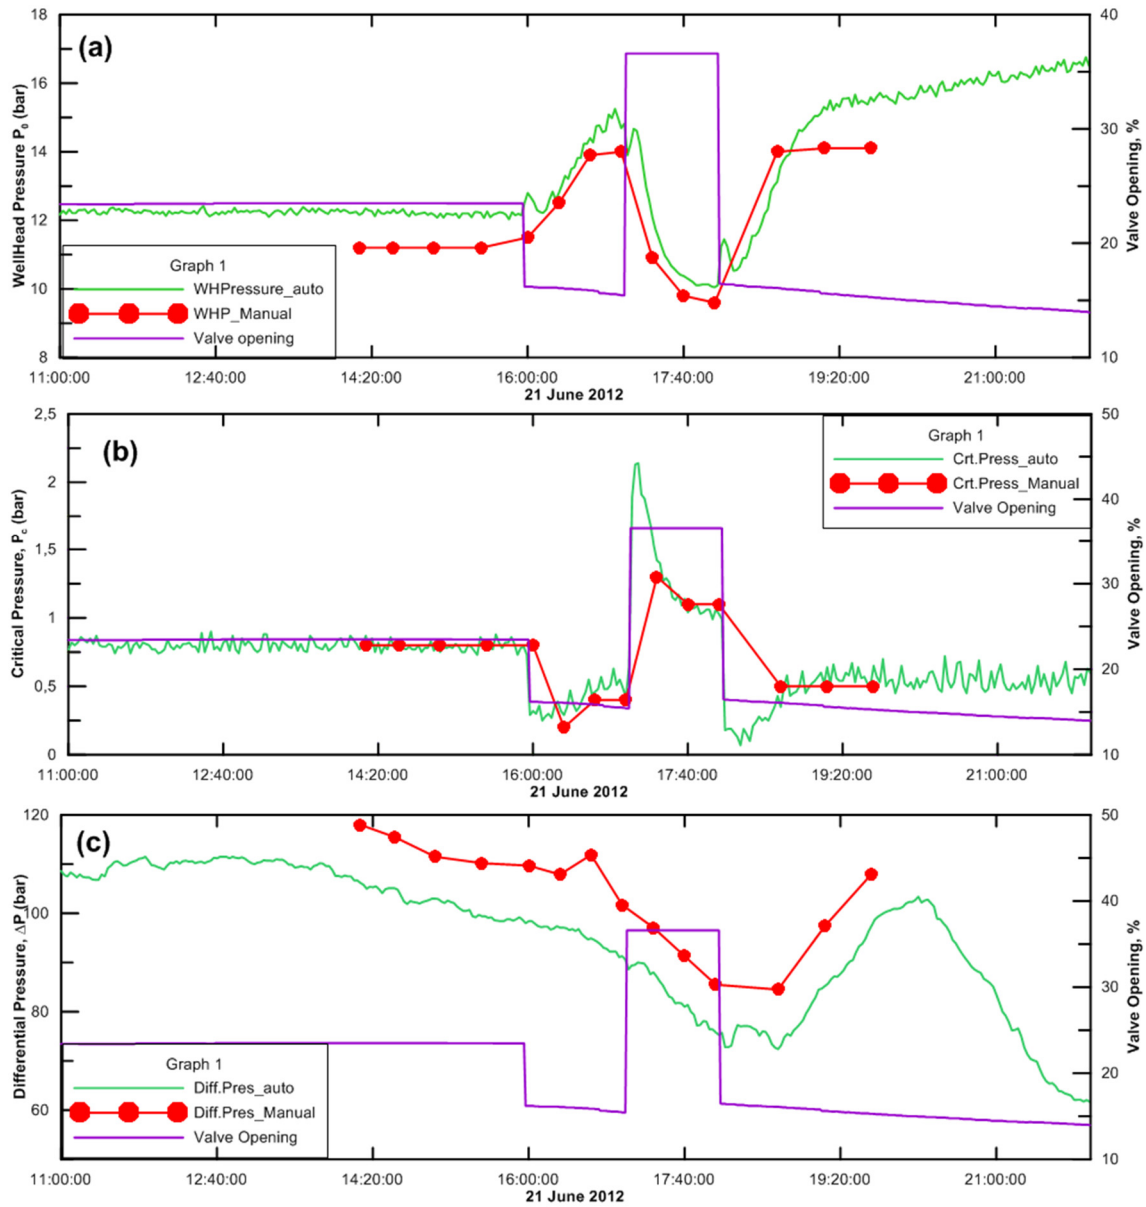 (a)
WellHead Pressure P0 (bar)
18
16
14
12
10
8
40
30
20
10
Valve Opening, %
Graph 1
WHPressure_auto
WHP_Manual
Valve opening
11:00:00 12:40:00 14:20:00 16:00:00 17:40:00 19:20:00 21:00:00
21 June 2012
(b)
Critical Pressure, Pc (bar)
2,5
2
1,5
1
0,5
0
50
40
30
20
10
Valve Opening, %
Graph 1
Crt.Press_auto
Crt.Press_Manual
Valve Opening
11:00:00 12:40:00 14:20:00 16:00:00 17:40:00 19:20:00 21:00:00
21 June 2012
(c)
Differential Pressure, ΔP (bar)
120
100
80
60
50
40
30
20
10
Valve Opening, %
Graph 1
Diff.Pres_auto
Diff.Pres_Manual
Valve Opening
11:00:00 12:40:00 14:20:00 16:00:00 17:40:00 19:20:00 21:00:00
21 June 2012